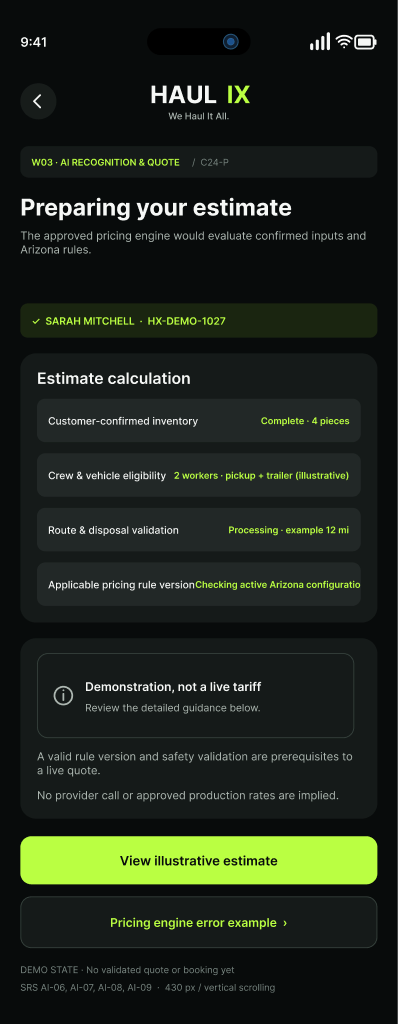 9:41
HAUL IX
We Haul It All.
W03 · AI RECOGNITION & QUOTE / C24-P
Preparing your estimate
The approved pricing engine would evaluate confirmed inputs and
Arizona rules.
✓ SARAH MITCHELL · HX-DEMO-1027
Estimate calculation
Customer-confirmed inventory Complete · 4 pieces
Crew & vehicle eligibility 2 workers · pickup + trailer (illustrative)
Route & disposal validation Processing · example 12 mi
Applicable pricing rule versionChecking active Arizona configuratio
Demonstration, not a live tariff
Review the detailed guidance below.
A valid rule version and safety validation are prerequisites to
a live quote.
No provider call or approved production rates are implied.
View illustrative estimate
Pricing engine error example ›
DEMO STATE · No validated quote or booking yet
SRS AI-06, AI-07, AI-08, AI-09 · 430 px / vertical scrolling